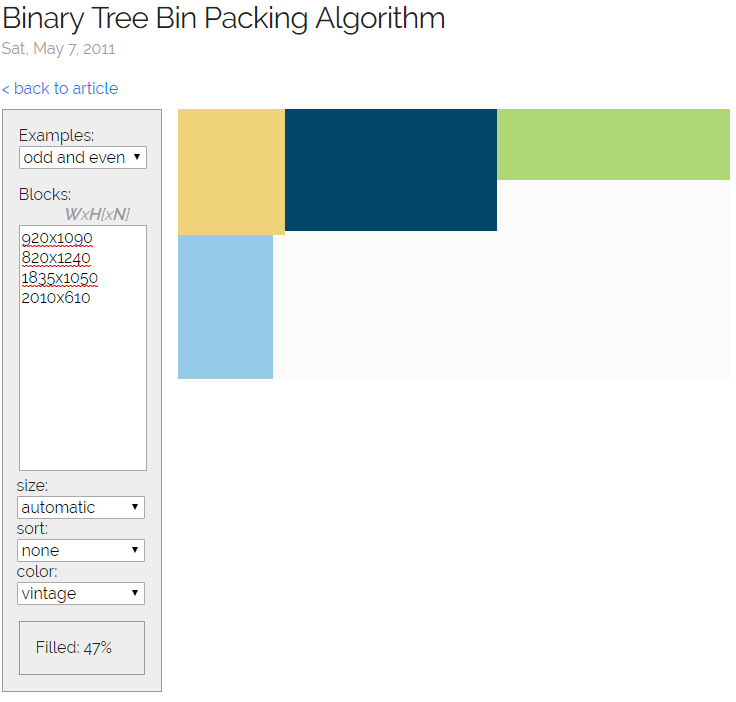 Binary Tree Bin Packing Algorithm
Sat, May 7, 2011
< back to article
Examples:
odd and even
Blocks:
WxH[xN]
920x1090
820x1240
1835x1050
2010x610
size:
automatic
sort:
none
color:
vintage
Filled: 47%